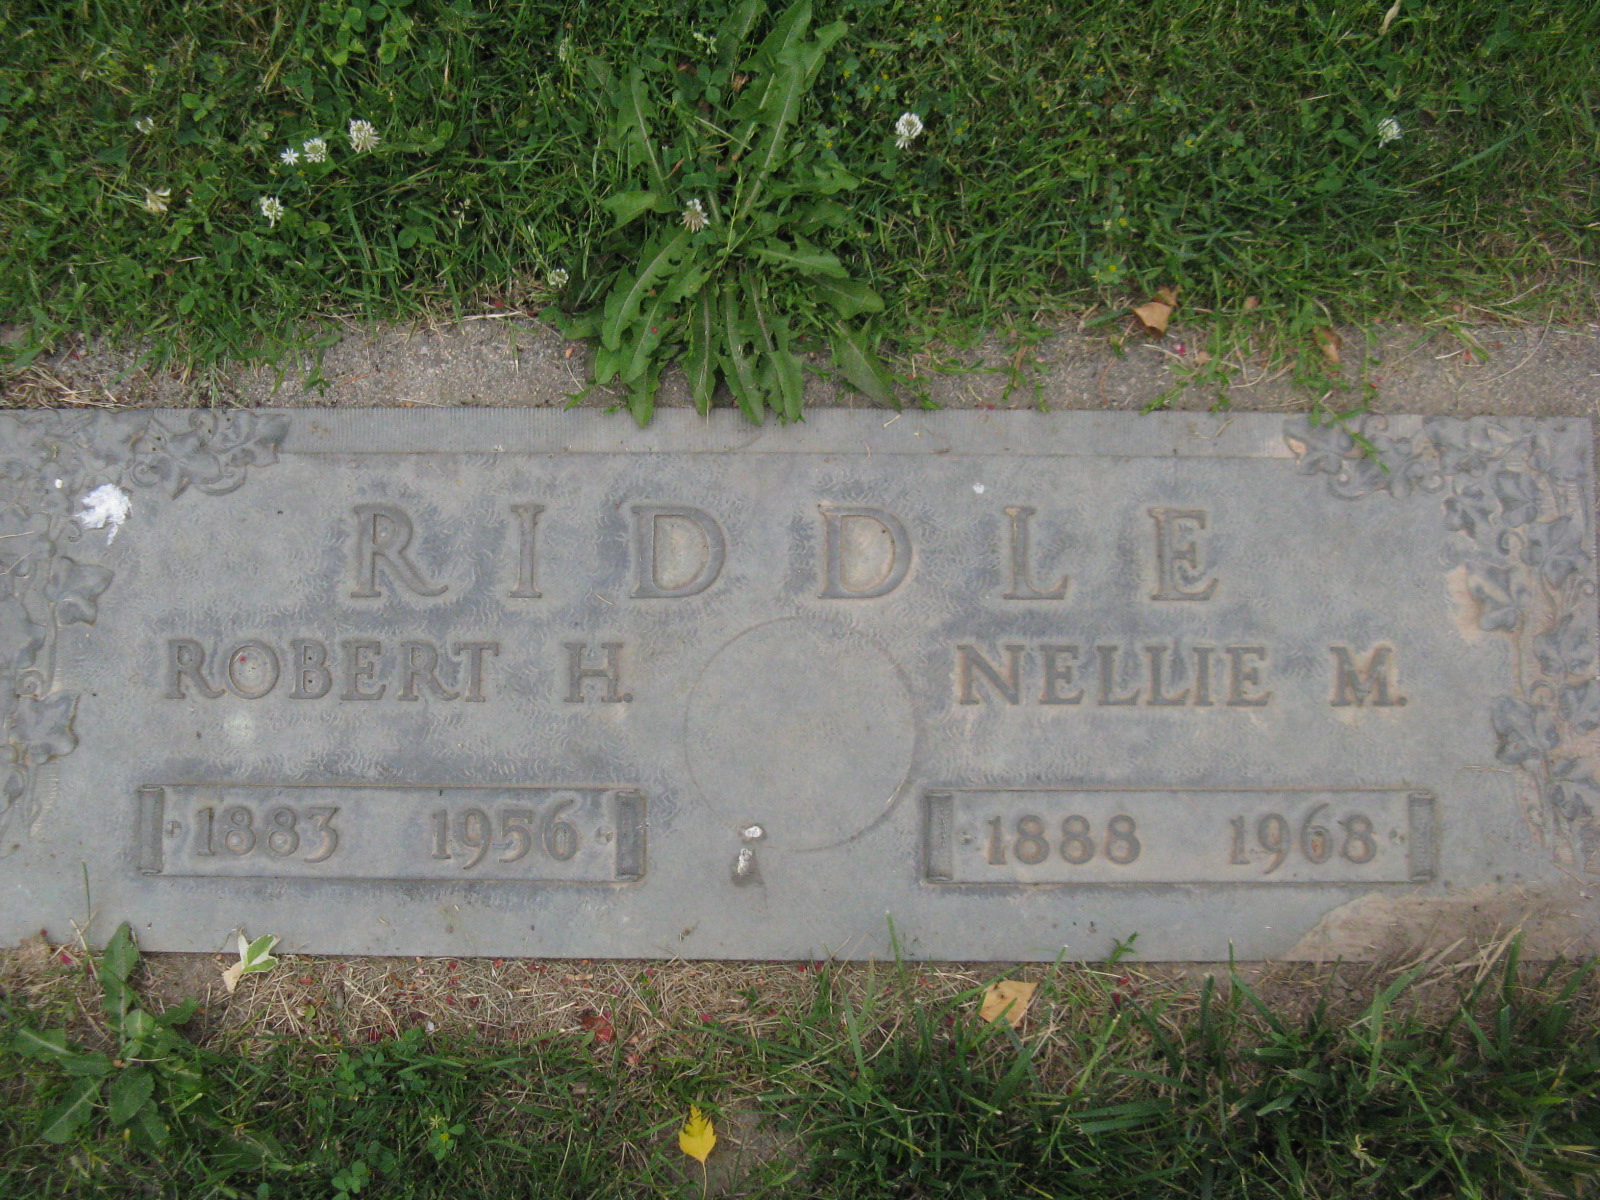 RIDDLE
ROBERT H. NELLIE M.
1883 1956 1888 1968